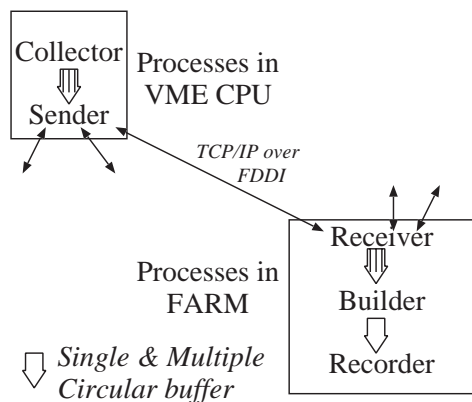 Collector
Sender
Processes in
VME CPU
TCP/IP over
FDDI
Receiver
Builder
Recorder
Processes in
FARM
Single & Multiple
Circular buffer